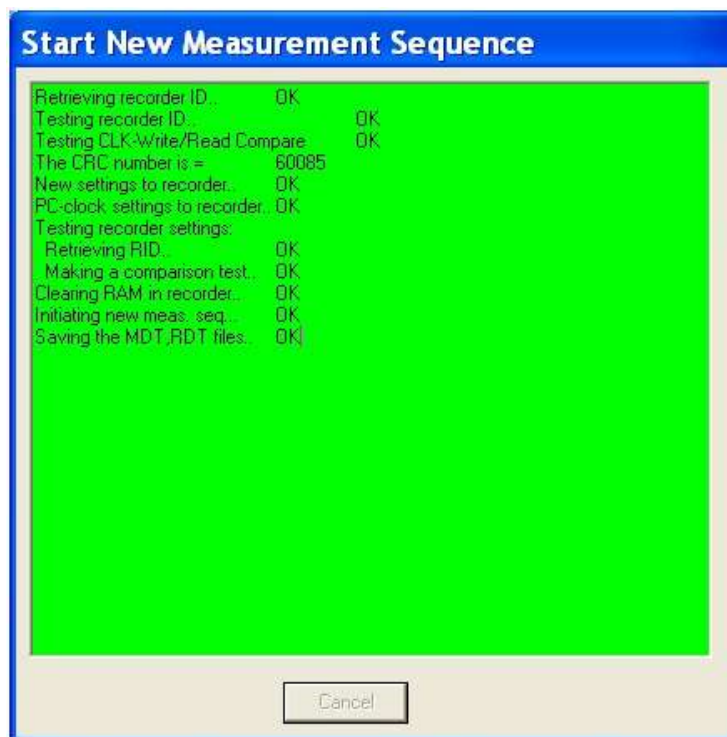 Start New Measurement Sequence
Retrieving recorder ID.. OK
Testing recorder ID.. OK
Testing CLK-Write/Read Compare OK
The CRC number is = 60085
New settings to recorder.. OK
PC-clock settings to recorder.. OK
Testing recorder settings:
Retrieving RID.. OK
Making a comparison test.. OK
Clearing RAM in recorder.. OK
Initiating new meas. seq... OK
Saving the MDT,RDT files.. OK
Cancel